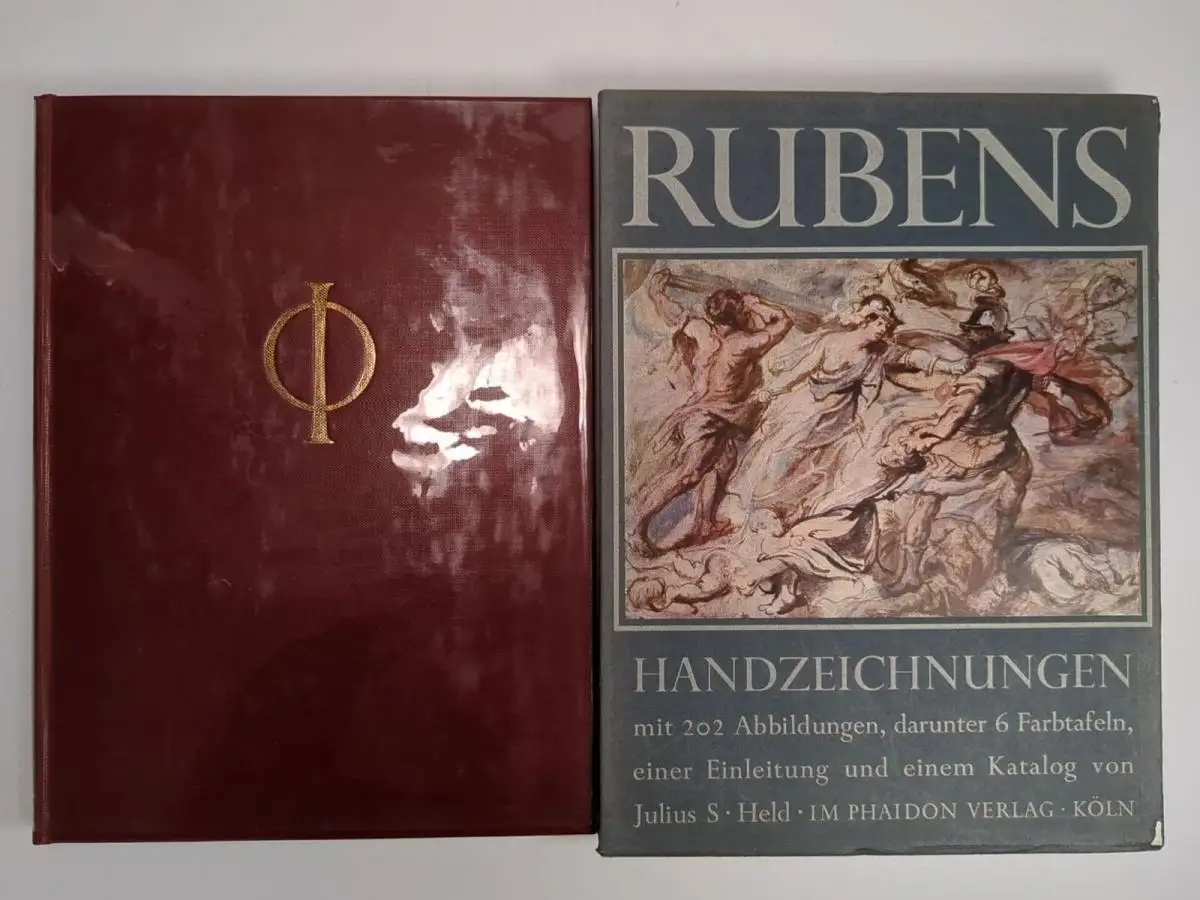 Φ
RUBENS
HANDZEICHNUNGEN
mit 202 Abbildungen, darunter 6 Farbtafeln,
einer Einleitung und einem Katalog von
Julius S · Held · IM PHAIDON VERLAG · KÖLN